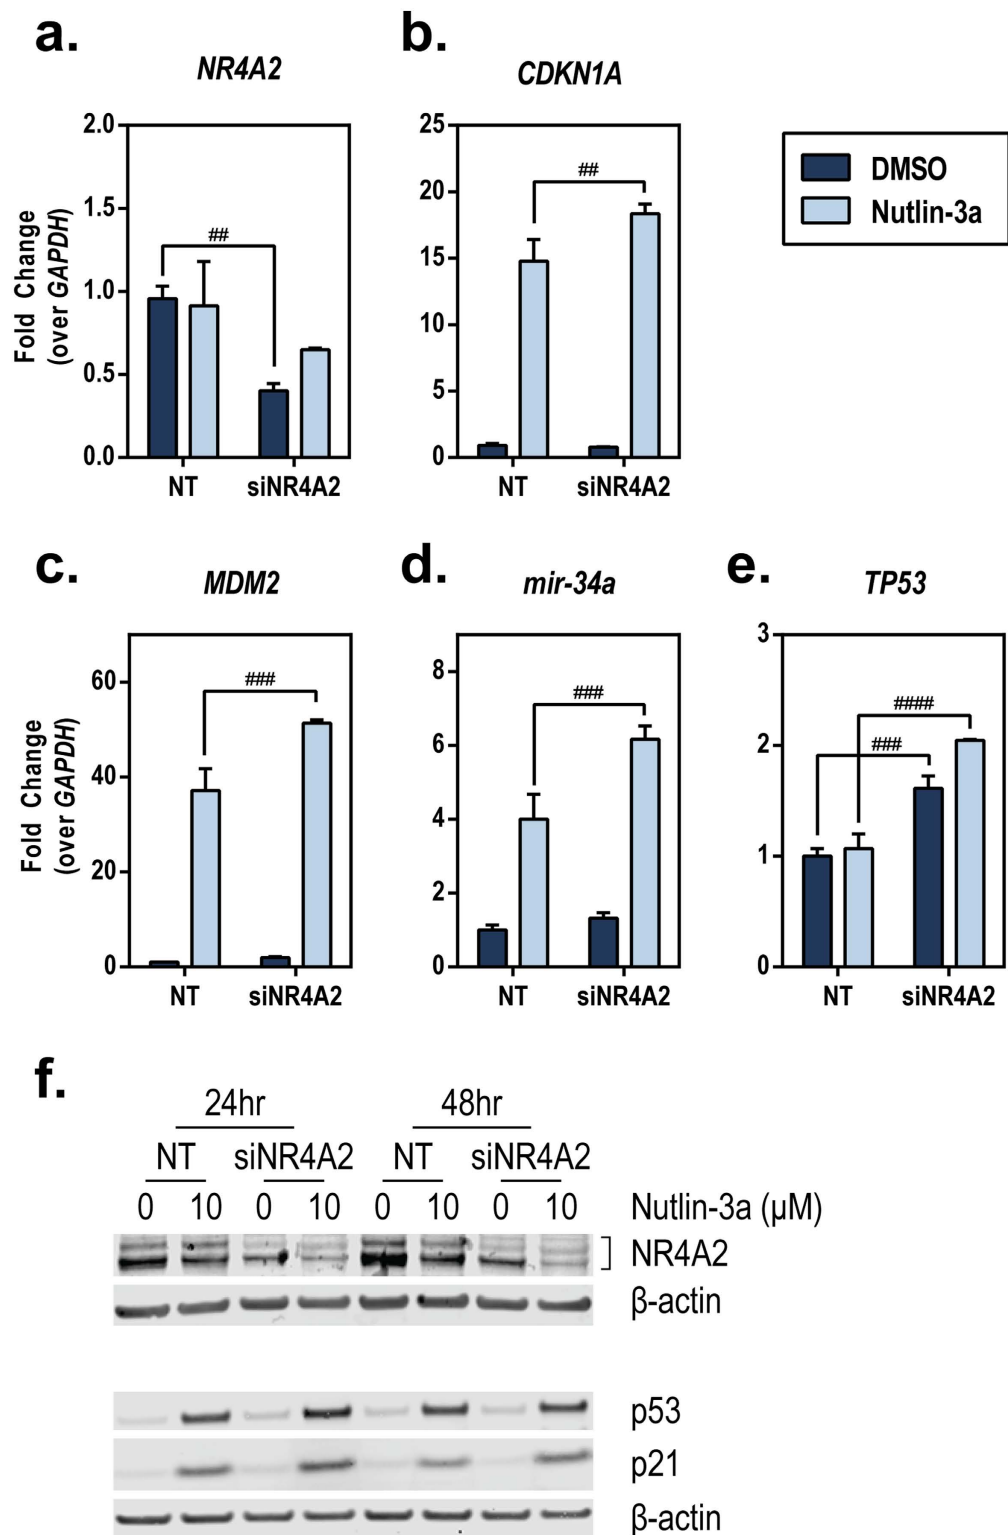 a.
NR4A2
Fold Change
(over GAPDH)
2.0
1.5
1.0
0.5
0.0
##
NT siNR4A2
b.
CDKN1A
25
20
15
10
5
0
##
NT siNR4A2
DMSO
Nutlin-3a
c.
MDM2
Fold Change
(over GAPDH)
60
40
20
0
###
NT siNR4A2
d.
mir-34a
8
6
4
2
0
###
NT siNR4A2
e.
TP53
3
2
1
0
####
###
NT siNR4A2
f.
24hr 48hr
NT siNR4A2 NT siNR4A2
0 10 0 10 0 10 0 10 Nutlin-3a (μM)
NR4A2
β-actin
p53
p21
β-actin